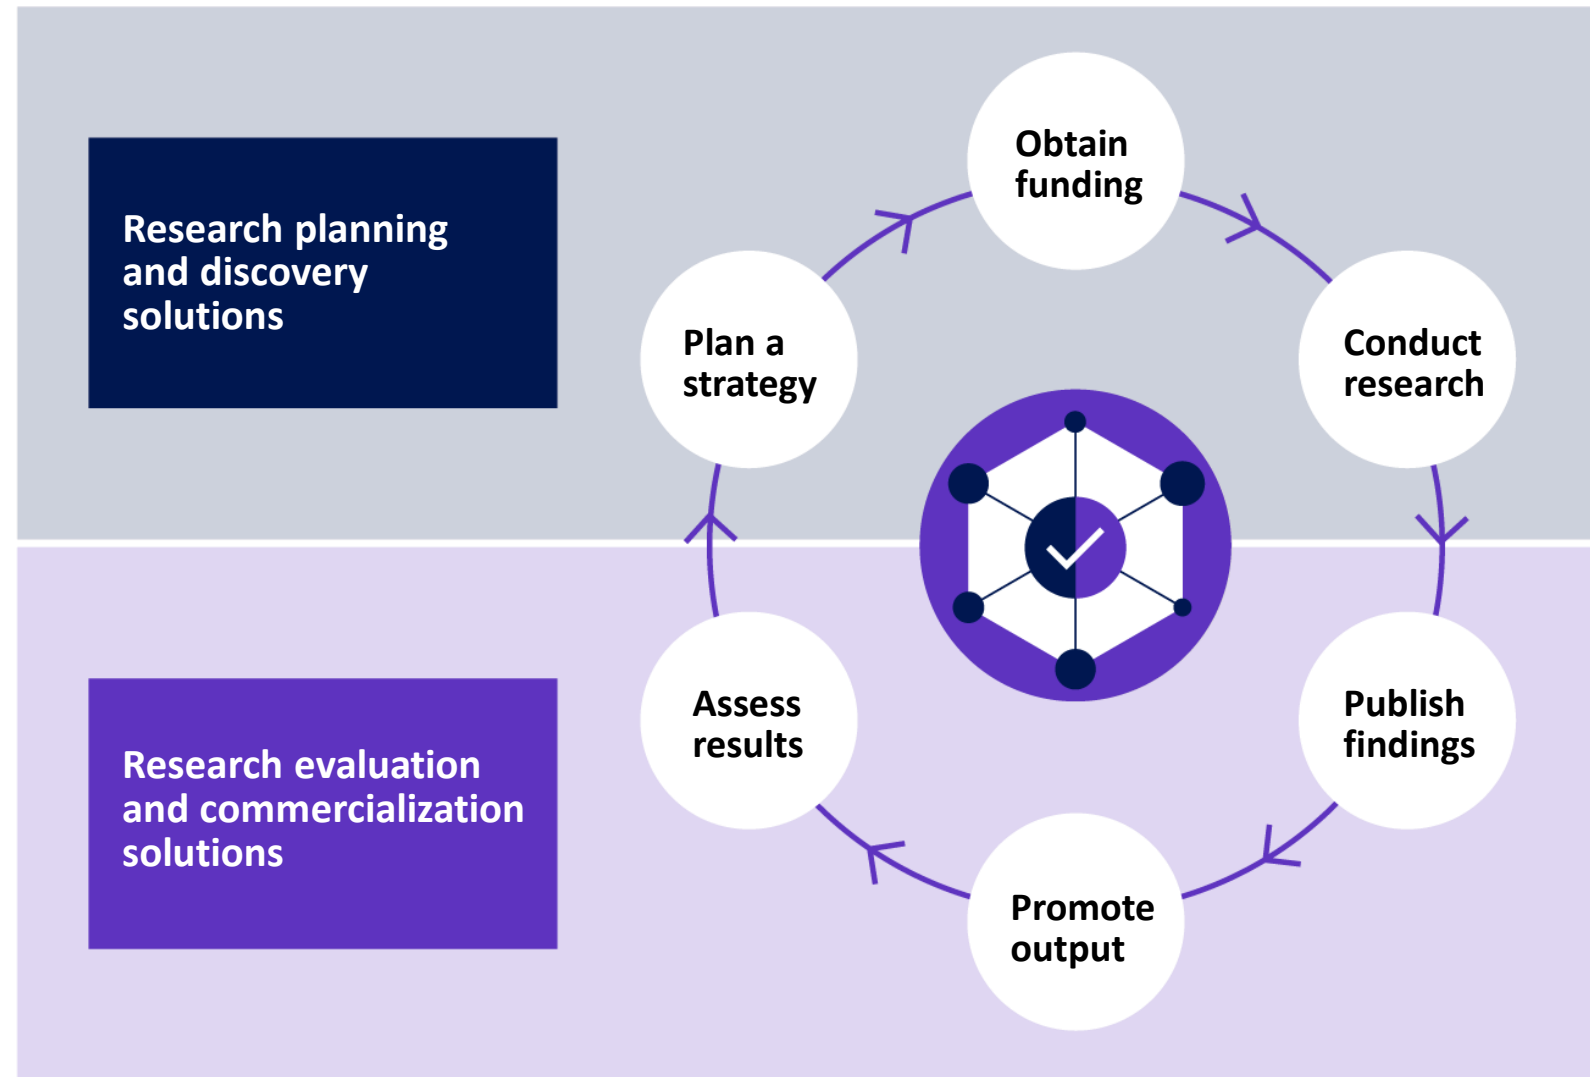 Research planning
and discovery
solutions
Obtain
funding
Plan a
strategy
Conduct
research
Research evaluation
and commercialization
solutions
Assess
results
Publish
findings
Promote
output